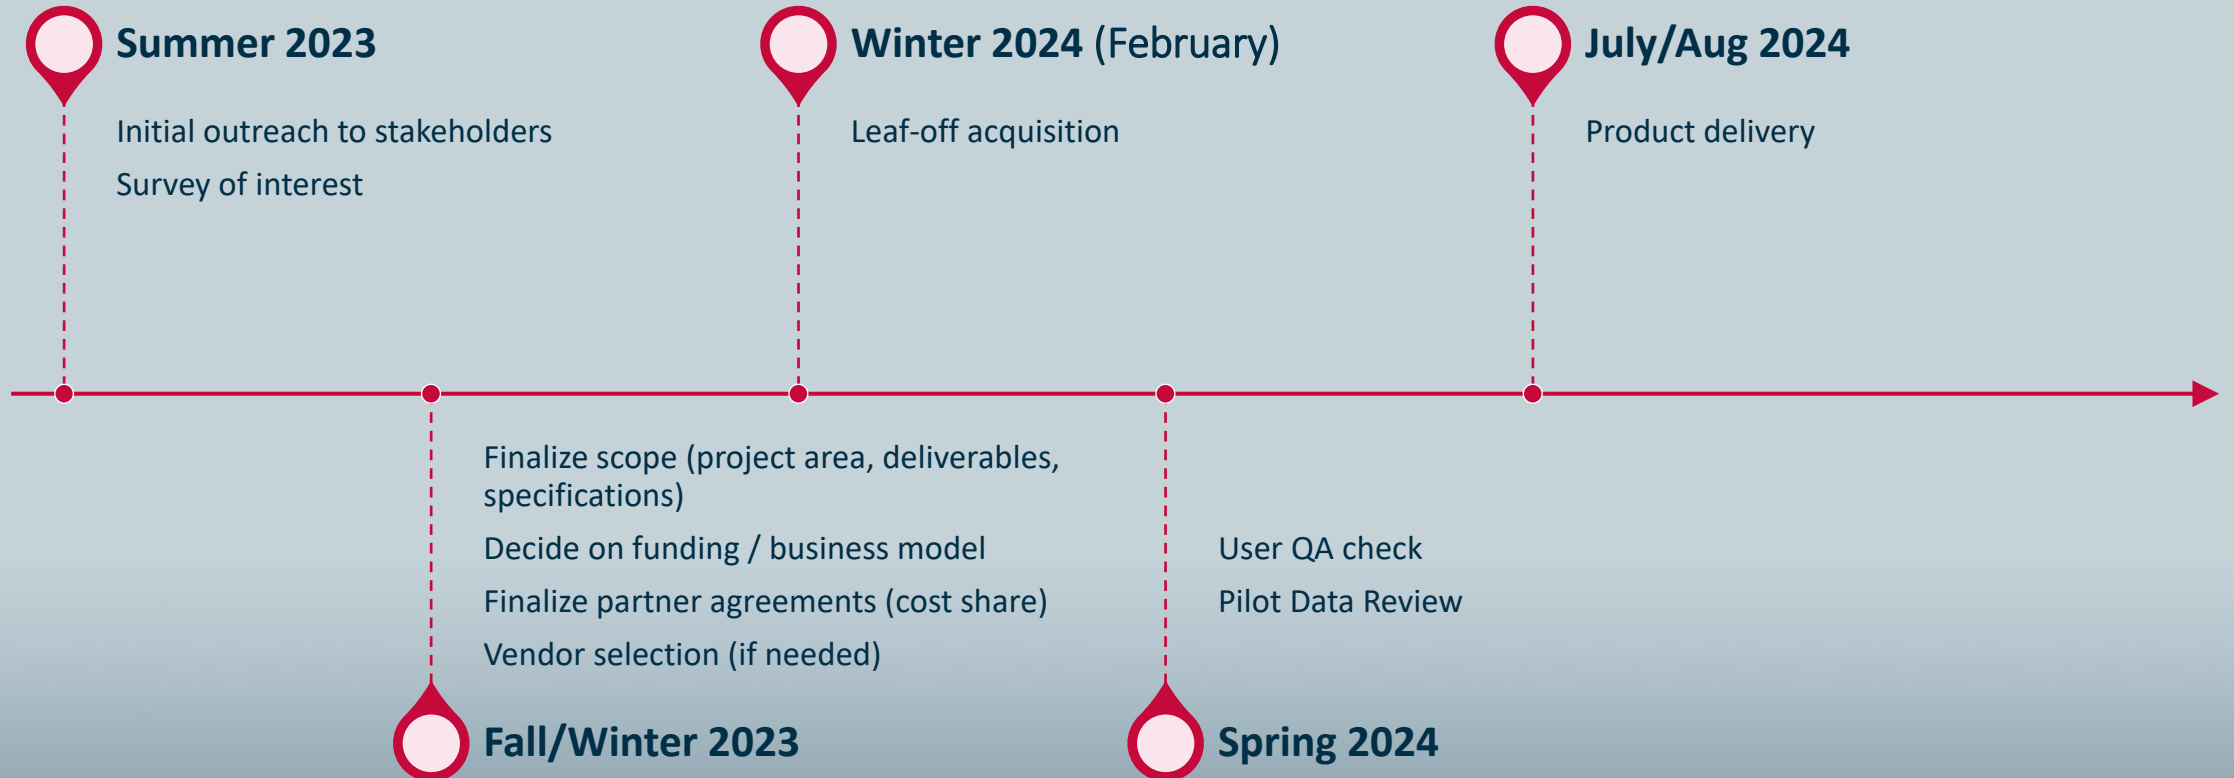 Summer 2023
Initial outreach to stakeholders
Survey of interest
Winter 2024 (February)
Leaf-off acquisition
July/Aug 2024
Product delivery
Finalize scope (project area, deliverables,
specifications)
Decide on funding / business model
Finalize partner agreements (cost share)
Vendor selection (if needed)
Fall/Winter 2023
User QA check
Pilot Data Review
Spring 2024